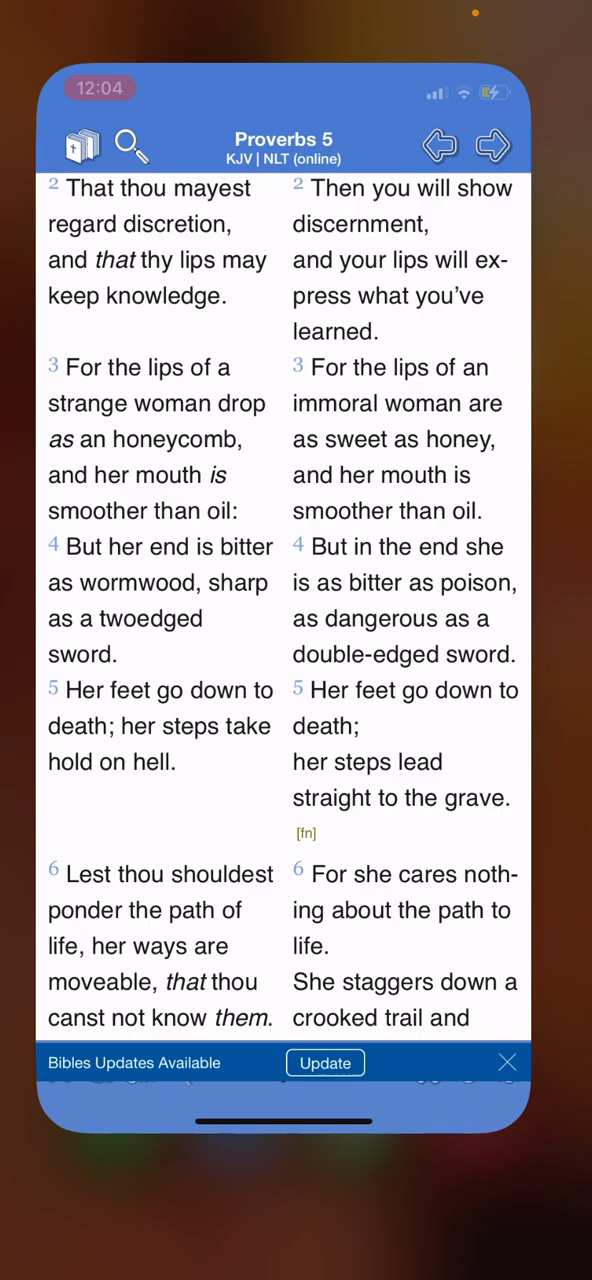 12:04
Proverbs 5
KJV | NLT (online)
2 That thou mayest
regard discretion,
and that thy lips may
keep knowledge.
3 For the lips of a
strange woman drop
as an honeycomb,
and her mouth is
smoother than oil:
4 But her end is bitter
as wormwood, sharp
as a twoedged
sword.
5 Her feet go down to
death; her steps take
hold on hell.
6 Lest thou shouldest
ponder the path of
life, her ways are
moveable, that thou
canst not know them.
2 Then you will show
discernment,
and your lips will ex-
press what you’ve
learned.
3 For the lips of an
immoral woman are
as sweet as honey,
and her mouth is
smoother than oil.
4 But in the end she
is as bitter as poison,
as dangerous as a
double-edged sword.
5 Her feet go down to
death;
her steps lead
straight to the grave.
[fn]
6 For she cares noth-
ing about the path to
life.
She staggers down a
crooked trail and
Bibles Updates Available
Update